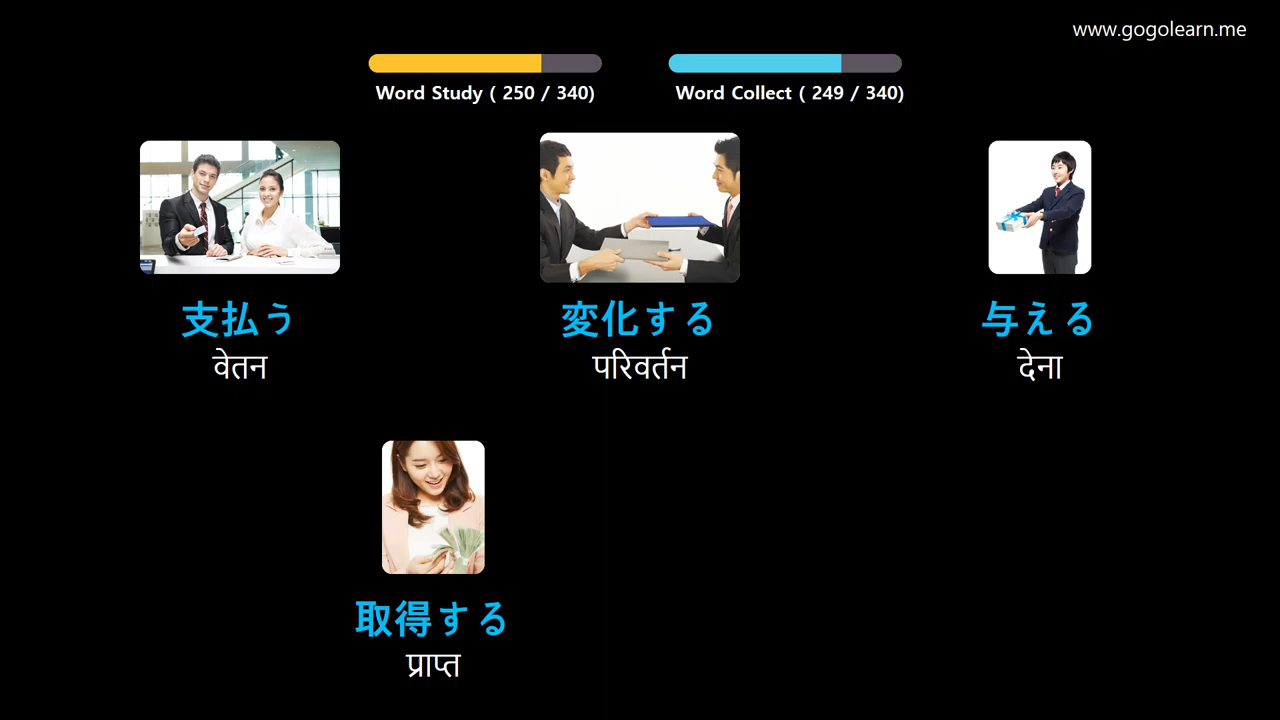 www.gogolearn.me
Word Study ( 250 / 340)
Word Collect ( 249 / 340)
支払う
वेतन
変化する
परिवर्तन
与える
देना
取得する
प्राप्त